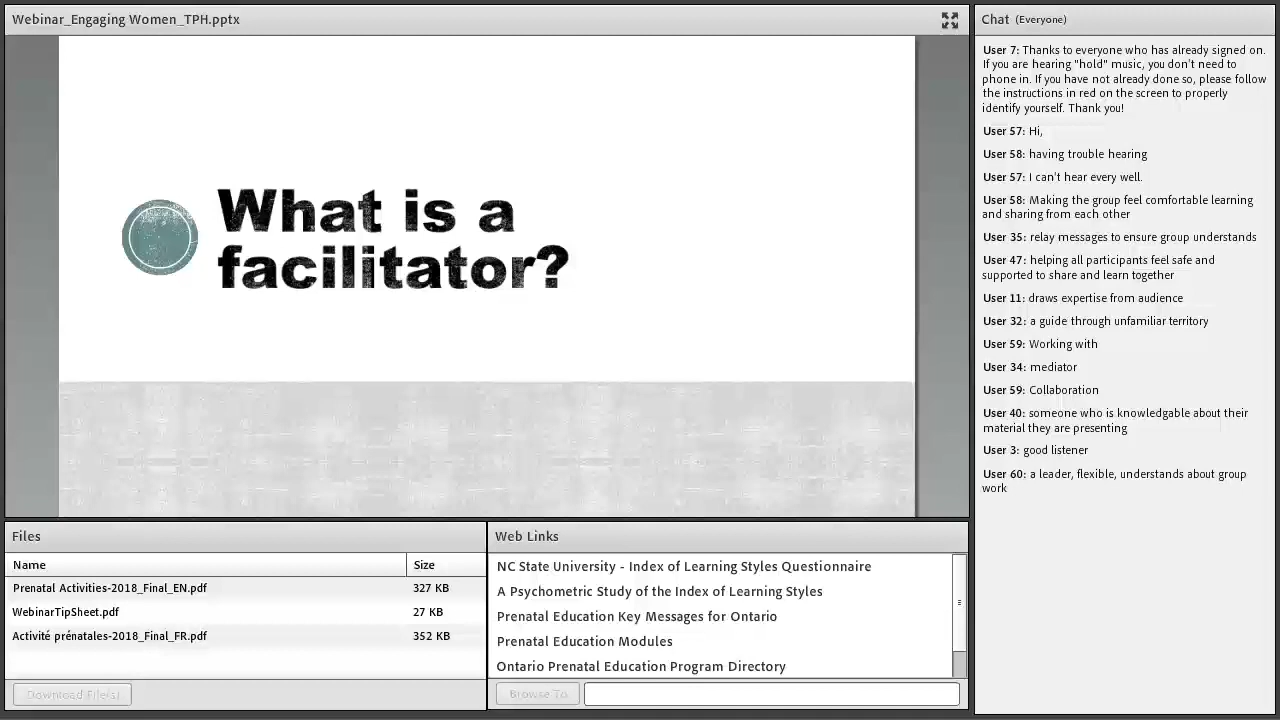 Webinar_Engaging Women_TPH.pptx
What is a
facilitator?
Files
Name Size
Prenatal Activities-2018_Final_EN.pdf 327 KB
WebinarTipSheet.pdf 27 KB
Activité prénatales-2018_Final_FR.pdf 352 KB
Download File(s)
Web Links
NC State University - Index of Learning Styles Questionnaire
A Psychometric Study of the Index of Learning Styles
Prenatal Education Key Messages for Ontario
Prenatal Education Modules
Ontario Prenatal Education Program Directory
Browse To
Chat (Everyone)
User 7: Thanks to everyone who has already signed on.
If you are hearing "hold" music, you don't need to
phone in. If you have not already done so, please follow
the instructions in red on the screen to properly
identify yourself. Thank you!
User 57: Hi,
User 58: having trouble hearing
User 57: I can't hear every well.
User 58: Making the group feel comfortable learning
and sharing from each other
User 35: relay messages to ensure group understands
User 47: helping all participants feel safe and
supported to share and learn together
User 11: draws expertise from audience
User 32: a guide through unfamiliar territory
User 59: Working with
User 34: mediator
User 59: Collaboration
User 40: someone who is knowledgable about their
material they are presenting
User 3: good listener
User 60: a leader, flexible, understands about group
work